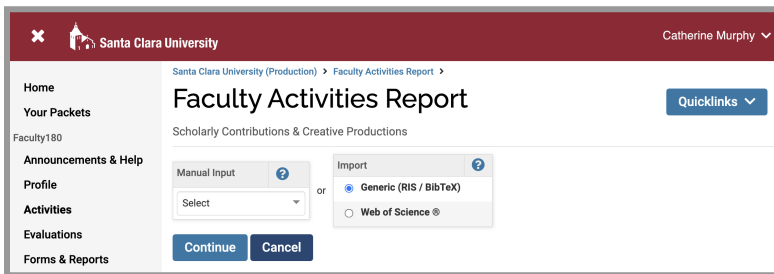 Santa Clara University
Catherine Murphy
Home
Your Packets
Faculty180
Announcements & Help
Profile
Activities
Evaluations
Forms & Reports
Santa Clara University (Production) > Faculty Activities Report >
Faculty Activities Report
Quicklinks
Scholarly Contributions & Creative Productions
Manual Input ?
Select
or
Import ?
Generic (RIS / BibTeX)
Web of Science ®
Continue Cancel